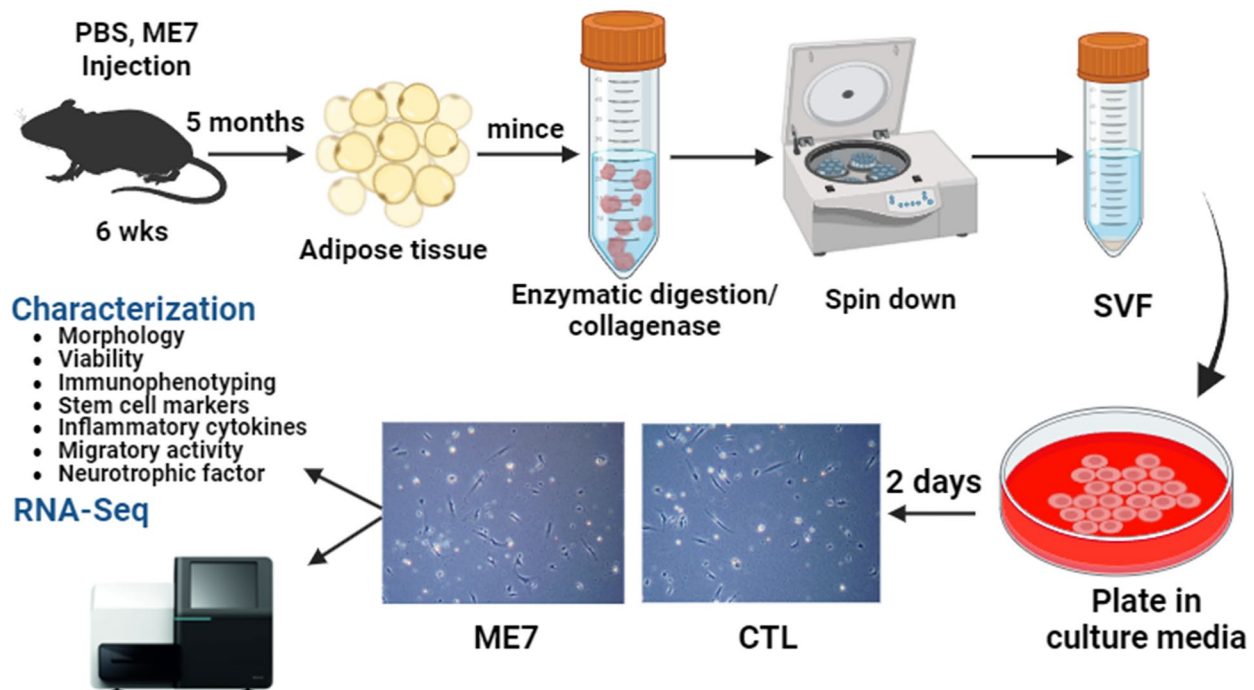 PBS, ME7
Injection
5 months
mince
6 wks
Adipose tissue
Enzymatic digestion/
collagenase
Spin down
SVF
Characterization
• Morphology
• Viability
• Immunophenotyping
• Stem cell markers
• Inflammatory cytokines
• Migratory activity
• Neurotrophic factor
RNA-Seq
2 days
ME7
CTL
Plate in
culture media